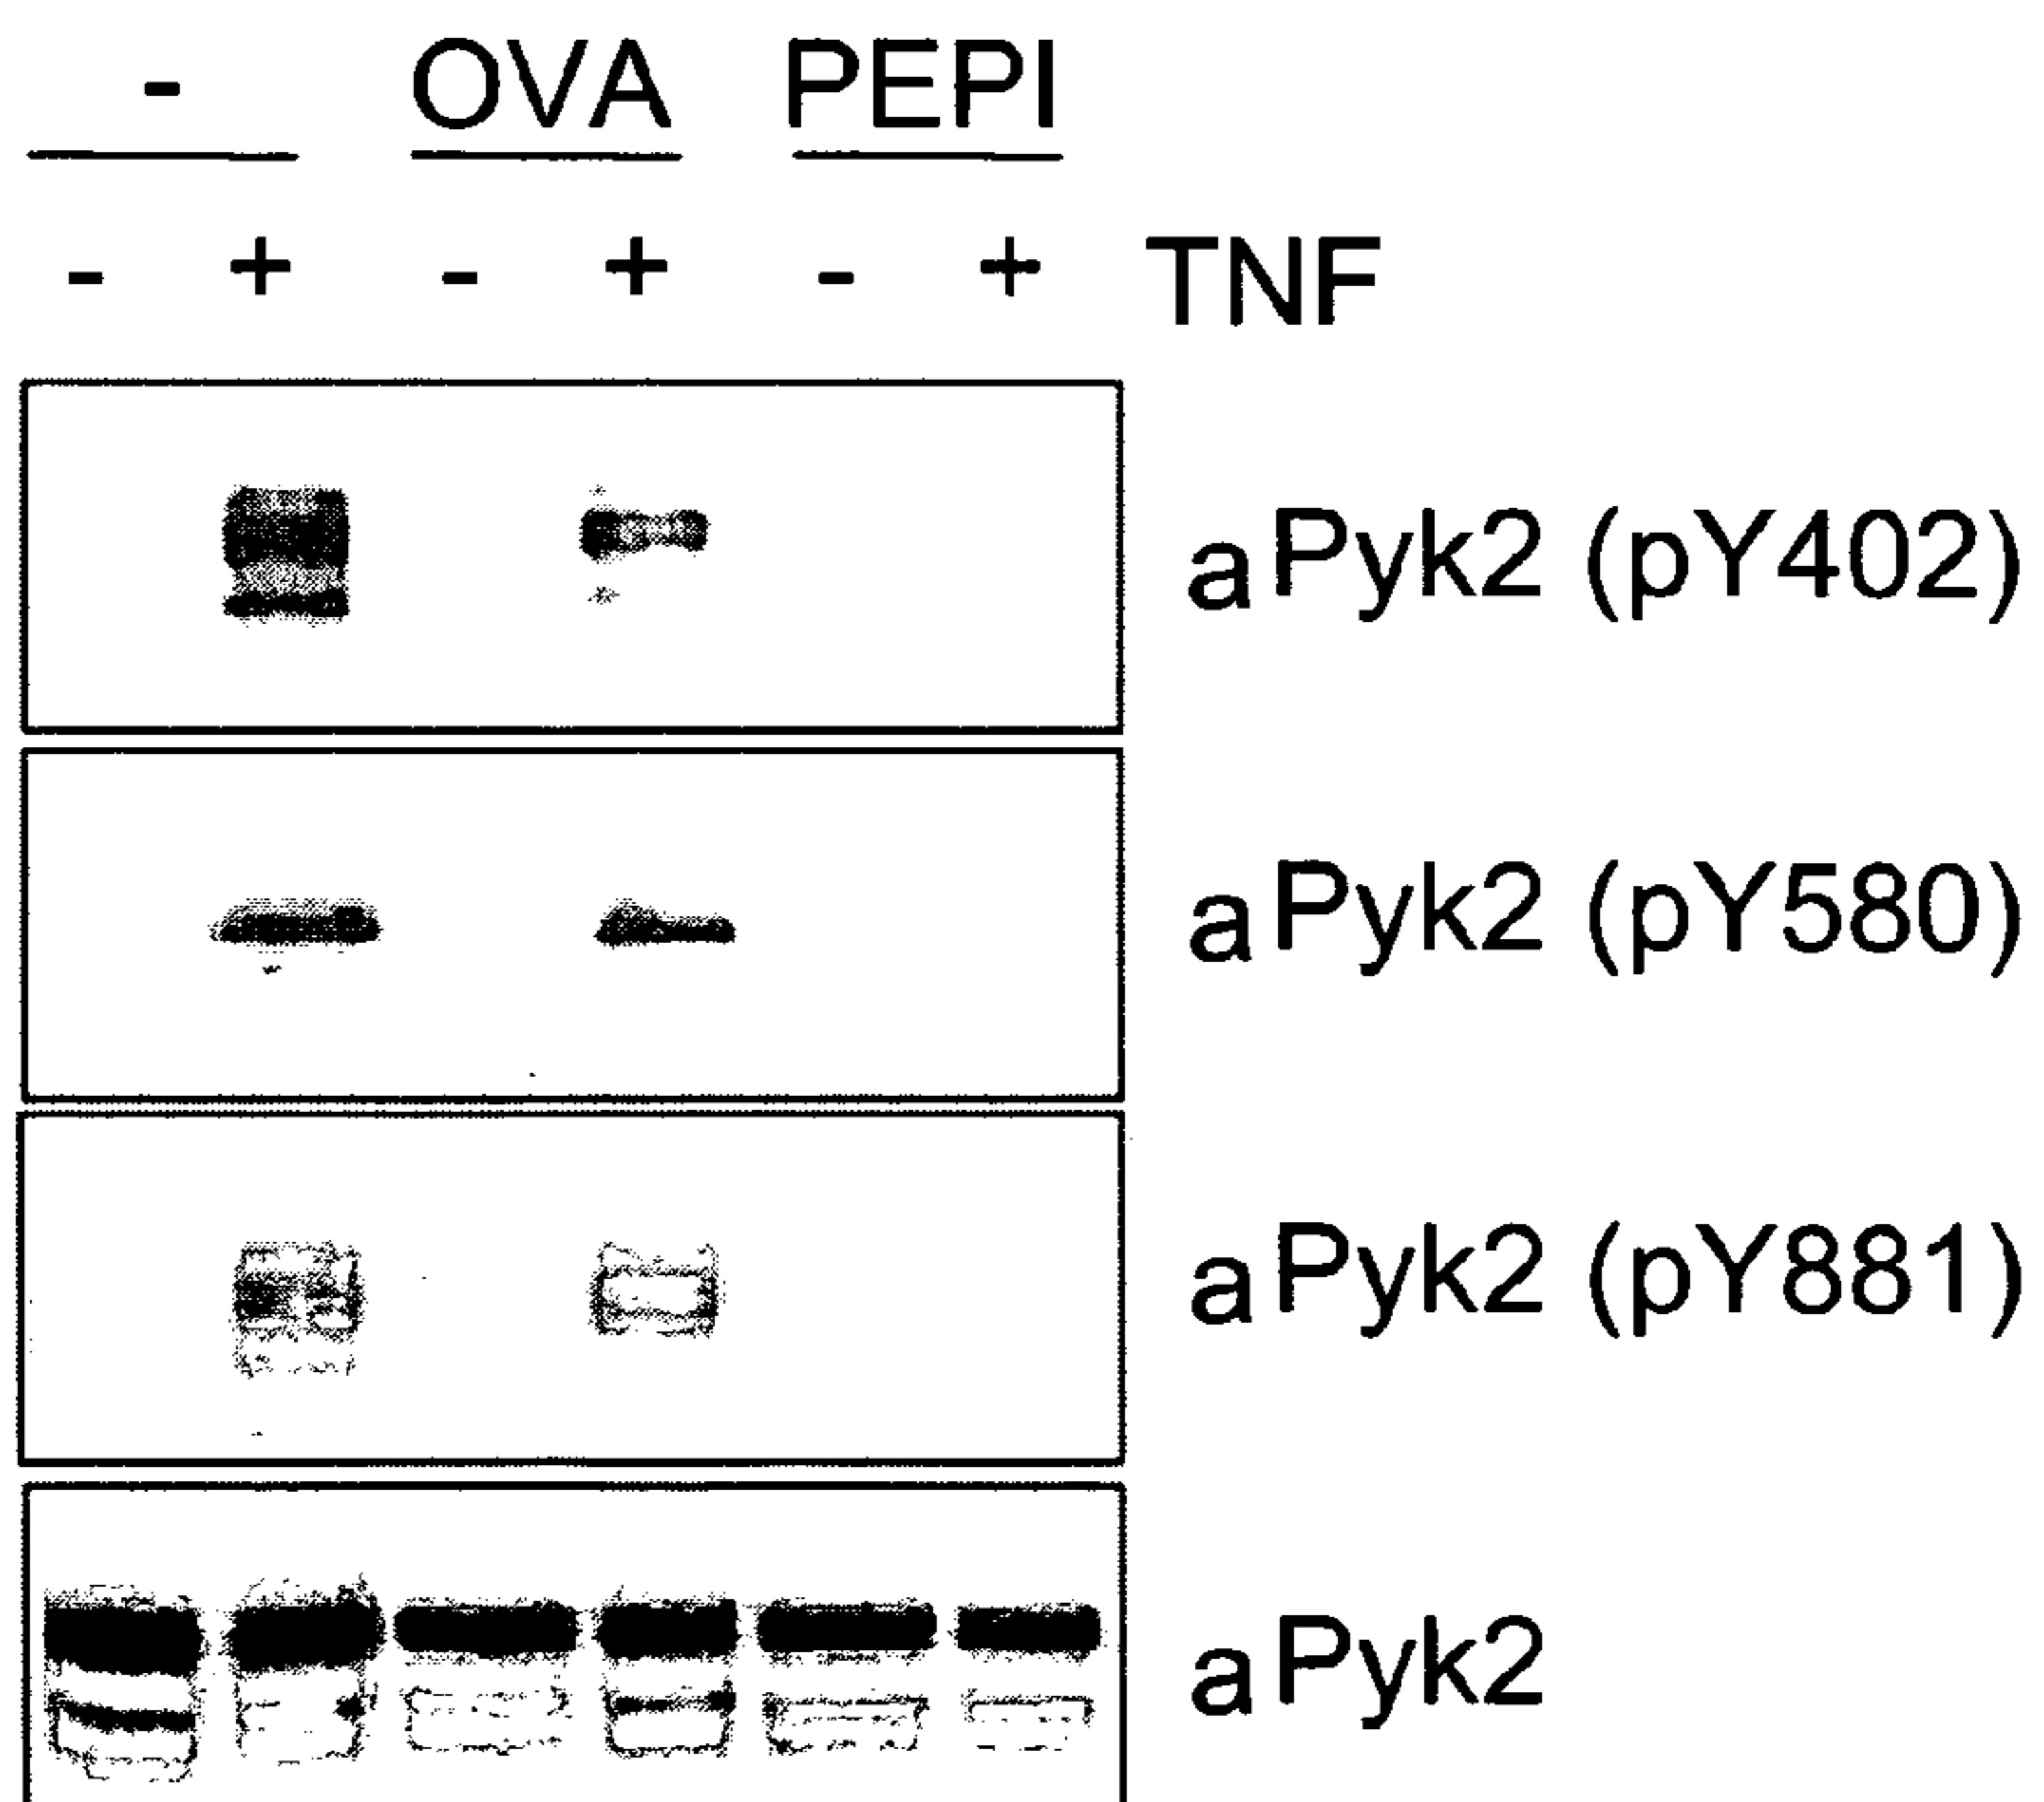 - OVA PEPI
- + - + - + TNF
aPyk2 (pY402)
aPyk2 (pY580)
aPyk2 (pY881)
aPyk2